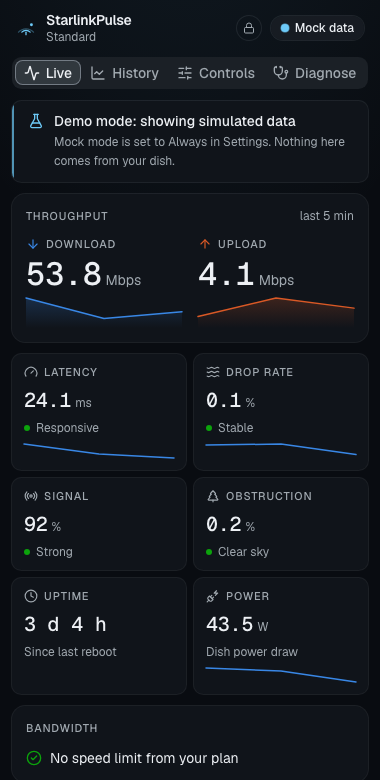 StarlinkPulse
Standard
Mock data
Live History Controls Diagnose
Demo mode: showing simulated data
Mock mode is set to Always in Settings. Nothing here
comes from your dish.
THROUGHPUT last 5 min
DOWNLOAD UPLOAD
53.8 Mbps 4.1 Mbps
LATENCY DROP RATE
24.1 ms 0.1 %
Responsive Stable
SIGNAL OBSTRUCTION
92 % 0.2 %
Strong Clear sky
UPTIME POWER
3 d 4 h 43.5 W
Since last reboot Dish power draw
BANDWIDTH
No speed limit from your plan